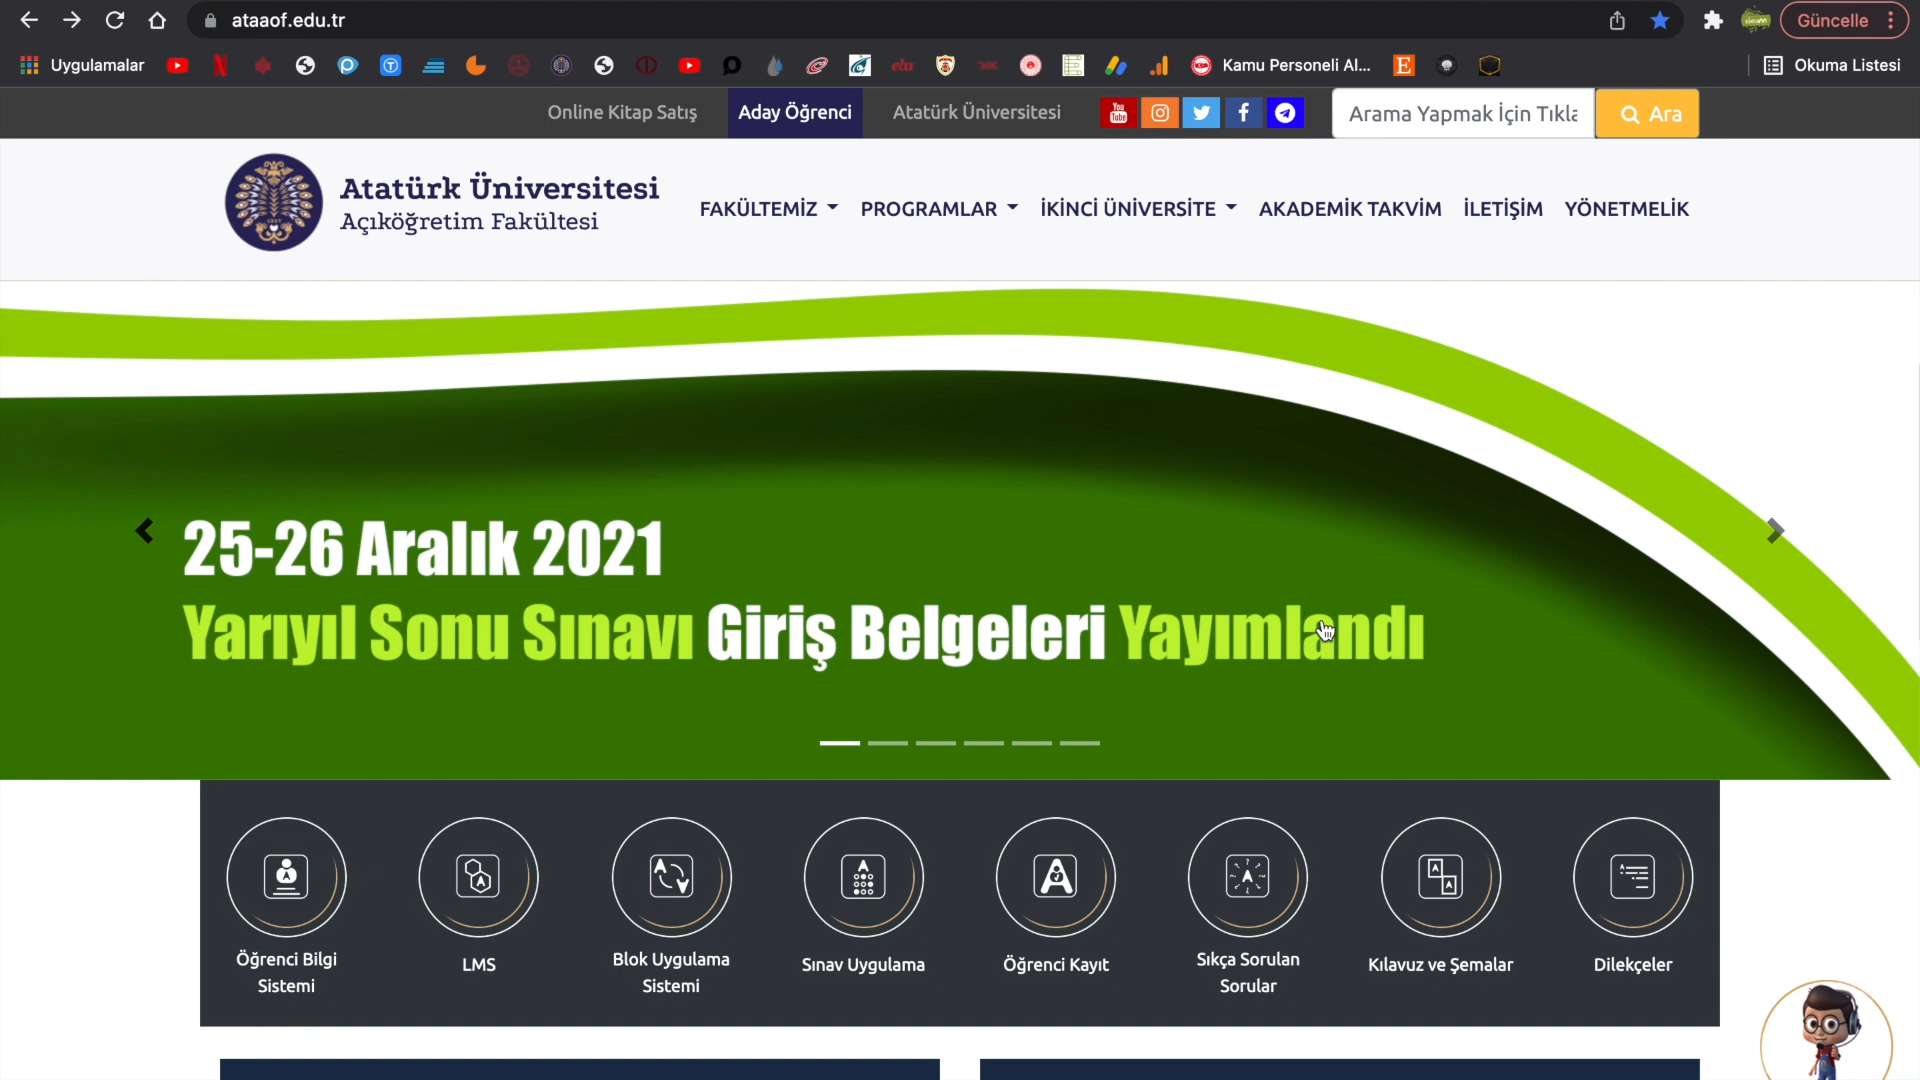 ataaof.edu.tr
Güncelle
Uygulamalar
Kamu Personeli Al...
Okuma Listesi
Online Kitap Satış
Aday Öğrenci
Atatürk Üniversitesi
You Tube
Arama Yapmak İçin Tıkla
Ara
Atatürk Üniversitesi
Açıköğretim Fakültesi
FAKÜLTEMİZ
PROGRAMLAR
İKİNCİ ÜNİVERSİTE
AKADEMİK TAKVİM
İLETİŞİM
YÖNETMELİK
25-26 Aralık 2021
Yarıyıl Sonu Sınavı Giriş Belgeleri Yayımlandı
Öğrenci Bilgi
Sistemi
LMS
Blok Uygulama
Sistemi
Sınav Uygulama
Öğrenci Kayıt
Sıkça Sorulan
Sorular
Kılavuz ve Şemalar
Dilekçeler